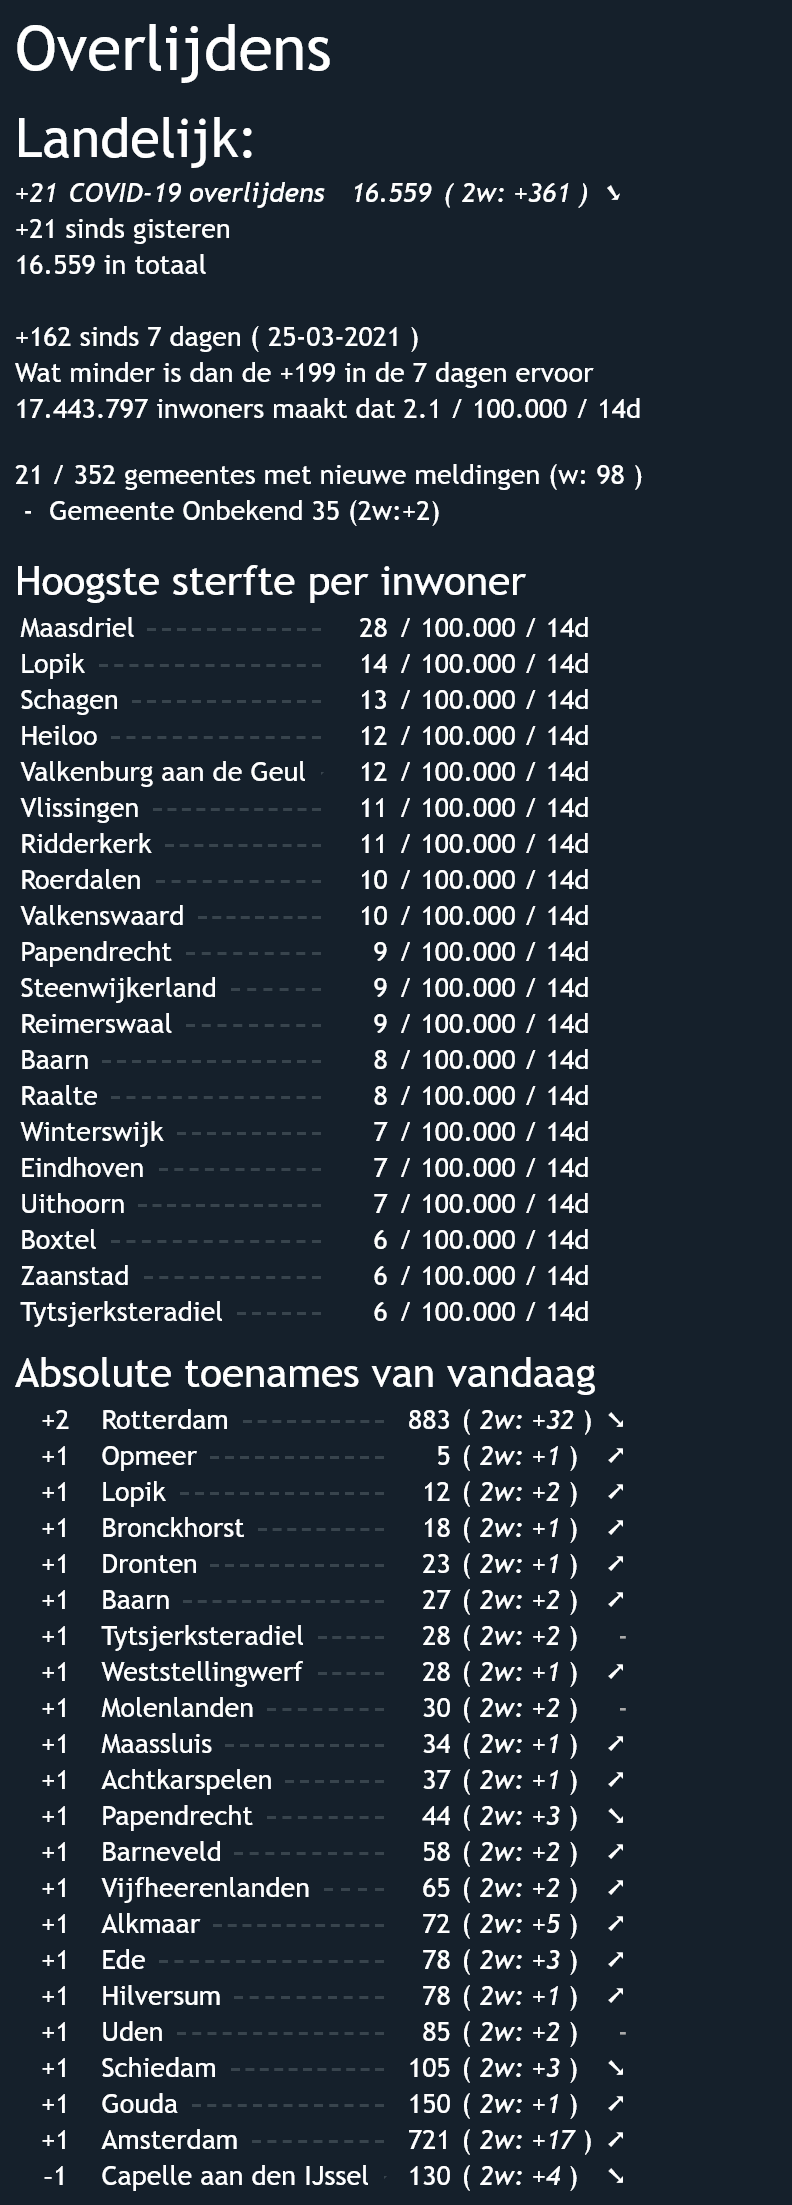 Overlijdens
Landelijk:
+21 COVID-19 overlijdens 16.559 ( 2w: +361 ) ➘
+21 sinds gisteren
16.559 in totaal
+162 sinds 7 dagen ( 25-03-2021 )
Wat minder is dan de +199 in de 7 dagen ervoor
17.443.797 inwoners maakt dat 2.1 / 100.000 / 14d
21 / 352 gemeentes met nieuwe meldingen (w: 98 )
- Gemeente Onbekend 35 (2w:+2)
Hoogste sterfte per inwoner
Maasdriel ------------ 28 / 100.000 / 14d
Lopik --------------- 14 / 100.000 / 14d
Schagen ------------- 13 / 100.000 / 14d
Heiloo -------------- 12 / 100.000 / 14d
Valkenburg aan de Geul - 12 / 100.000 / 14d
Vlissingen ----------- 11 / 100.000 / 14d
Ridderkerk ----------- 11 / 100.000 / 14d
Roerdalen ----------- 10 / 100.000 / 14d
Valkenswaard -------- 10 / 100.000 / 14d
Papendrecht --------- 9 / 100.000 / 14d
Steenwijkerland ------ 9 / 100.000 / 14d
Reimerswaal --------- 9 / 100.000 / 14d
Baarn --------------- 8 / 100.000 / 14d
Raalte -------------- 8 / 100.000 / 14d
Winterswijk ---------- 7 / 100.000 / 14d
Eindhoven ----------- 7 / 100.000 / 14d
Uithoorn ------------ 7 / 100.000 / 14d
Boxtel -------------- 6 / 100.000 / 14d
Zaanstad ------------ 6 / 100.000 / 14d
Tytsjerksteradiel ------ 6 / 100.000 / 14d
Absolute toenames van vandaag
+2 Rotterdam ---------- 883 ( 2w: +32 ) ➘
+1 Opmeer ------------ 5 ( 2w: +1 ) ➚
+1 Lopik -------------- 12 ( 2w: +2 ) ➚
+1 Bronckhorst --------- 18 ( 2w: +1 ) ➚
+1 Dronten ------------ 23 ( 2w: +1 ) ➚
+1 Baarn -------------- 27 ( 2w: +2 ) ➚
+1 Tytsjerksteradiel ----- 28 ( 2w: +2 ) -
+1 Weststellingwerf ----- 28 ( 2w: +1 ) ➚
+1 Molenlanden -------- 30 ( 2w: +2 ) -
+1 Maassluis ----------- 34 ( 2w: +1 ) ➚
+1 Achtkarspelen ------- 37 ( 2w: +1 ) ➚
+1 Papendrecht -------- 44 ( 2w: +3 ) ➘
+1 Barneveld ---------- 58 ( 2w: +2 ) ➚
+1 Vijfheerenlanden ---- 65 ( 2w: +2 ) ➚
+1 Alkmaar ------------ 72 ( 2w: +5 ) ➚
+1 Ede --------------- 78 ( 2w: +3 ) ➚
+1 Hilversum ---------- 78 ( 2w: +1 ) ➚
+1 Uden -------------- 85 ( 2w: +2 ) -
+1 Schiedam ---------- 105 ( 2w: +3 ) ➘
+1 Gouda ------------- 150 ( 2w: +1 ) ➚
+1 Amsterdam --------- 721 ( 2w: +17 ) ➚
-1 Capelle aan den IJssel - 130 ( 2w: +4 ) ➘